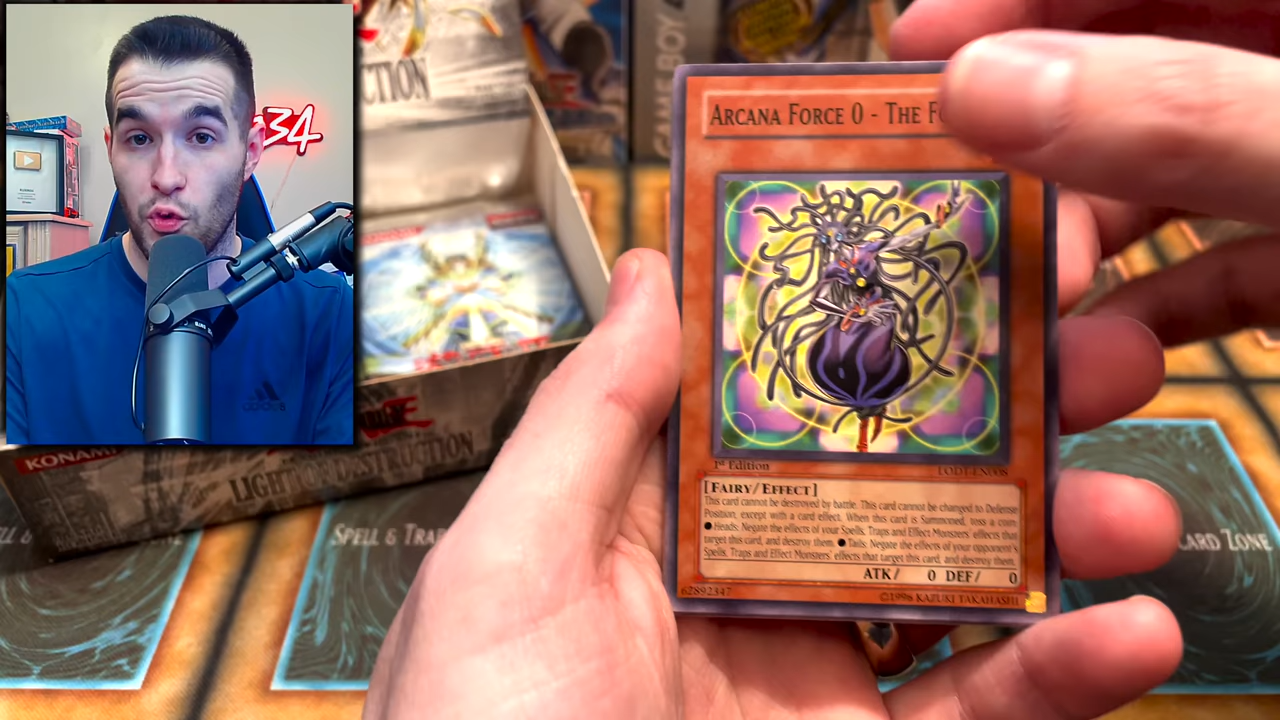 34
adidas
CTION
GAME BOY
KONAMI
LIGHT OF DESTRUCTION
SPELL & TRA
CARD ZONE
ARCANA FORCE 0 - THE FO
1st Edition
LODT-EN008
[FAIRY/EFFECT]
This card cannot be destroyed by battle. This card cannot be changed to Defense
Position, except with a card effect. When this card is Summoned, toss a coin:
●Heads: Negate the effects of your Spells, Traps and Effect Monsters' effects that
target this card, and destroy them. ●Tails: Negate the effects of your opponent's
Spells, Traps and Effect Monsters' effects that target this card, and destroy them.
ATK/ 0 DEF/ 0
62892347
©1996 KAZUKI TAKAHASHI